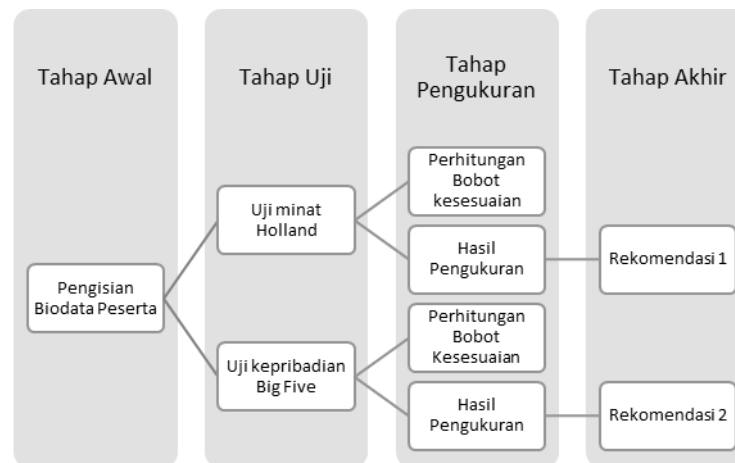 Tahap Awal
Tahap Uji
Tahap
Pengukuran
Tahap Akhir
Pengisian
Biodata Peserta
Uji minat
Holland
Uji kepribadian
Big Five
Perhitungan
Bobot
kesesuaian
Hasil
Pengukuran
Perhitungan
Bobot
Kesesuaian
Hasil
Pengukuran
Rekomendasi 1
Rekomendasi 2